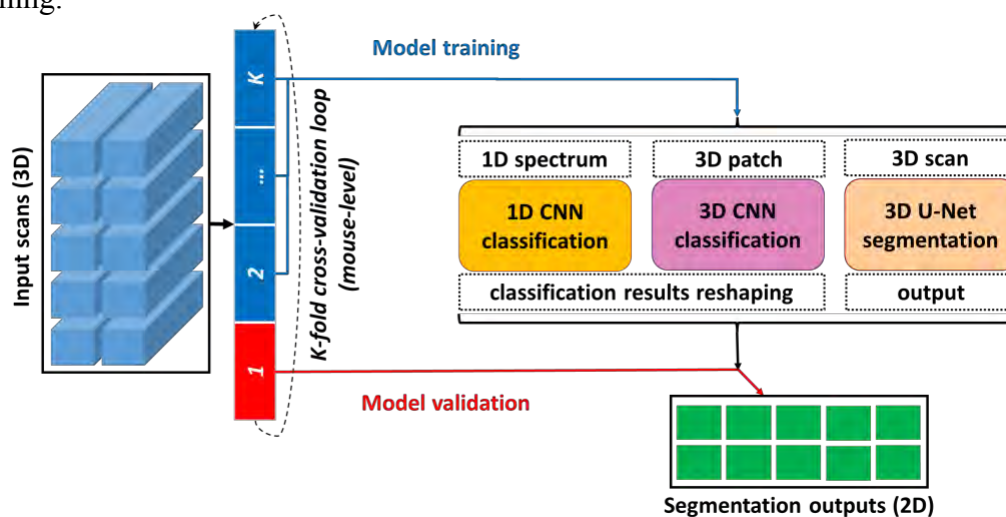 Model training
Input scans (3D)
K
...
2
1
K-fold cross-validation loop
(mouse-level)
1D spectrum
3D patch
3D scan
1D CNN
classification
3D CNN
classification
3D U-Net
segmentation
classification results reshaping
output
Model validation
Segmentation outputs (2D)